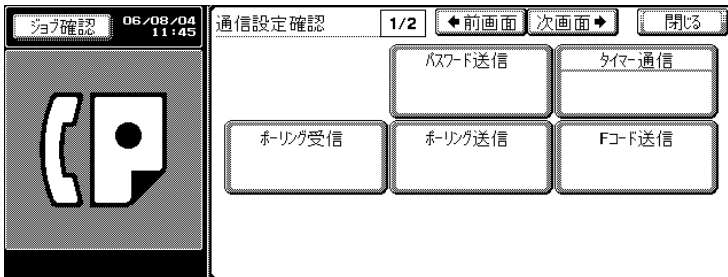 ジョブ確認
06/08/04
11:45
通信設定確認
1/2
←前画面
次画面→
閉じる
パスワード送信
タイマー通信
ポーリング受信
ポーリング送信
Fコード送信